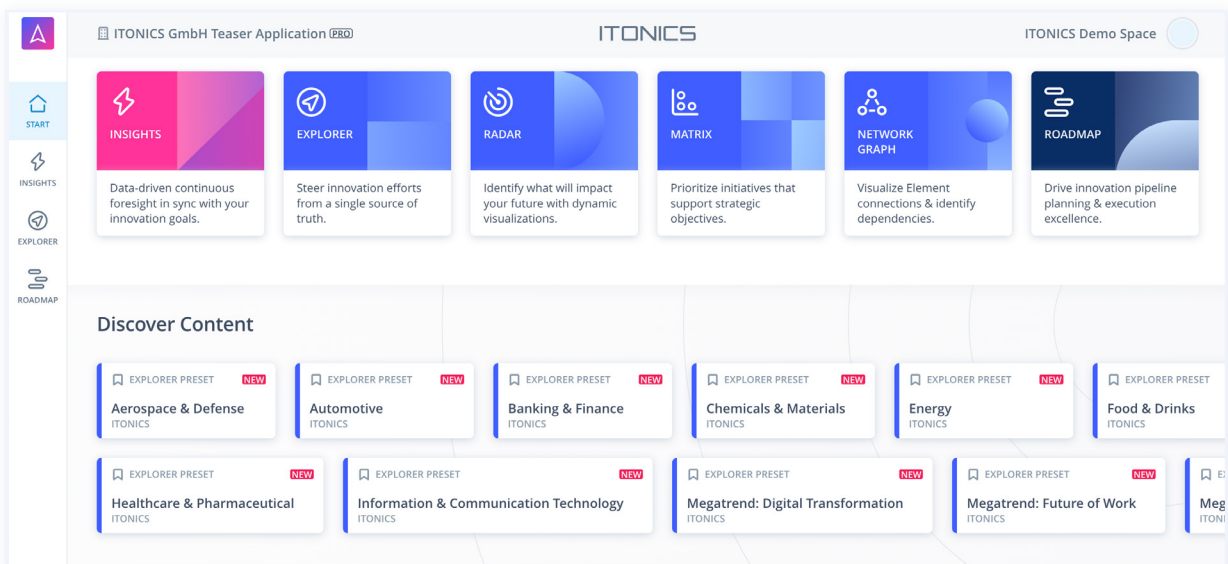 ITONICS GmbH Teaser Application PRO
ITONICS
ITONICS Demo Space
START
INSIGHTS
EXPLORER
ROADMAP
INSIGHTS
Data-driven continuous
foresight in sync with your
innovation goals.
EXPLORER
Steer innovation efforts
from a single source of
truth.
RADAR
Identify what will impact
your future with dynamic
visualizations.
MATRIX
Prioritize initiatives that
support strategic
objectives.
NETWORK
GRAPH
Visualize Element
connections & identify
dependencies.
ROADMAP
Drive innovation pipeline
planning & execution
excellence.
Discover Content
EXPLORER PRESET NEW
Aerospace & Defense
ITONICS
EXPLORER PRESET NEW
Automotive
ITONICS
EXPLORER PRESET NEW
Banking & Finance
ITONICS
EXPLORER PRESET NEW
Chemicals & Materials
ITONICS
EXPLORER PRESET NEW
Energy
ITONICS
EXPLORER PRESET
Food & Drinks
ITONICS
EXPLORER PRESET NEW
Healthcare & Pharmaceutical
ITONICS
EXPLORER PRESET NEW
Information & Communication Technology
ITONICS
EXPLORER PRESET NEW
Megatrend: Digital Transformation
ITONICS
EXPLORER PRESET NEW
Megatrend: Future of Work
ITONICS